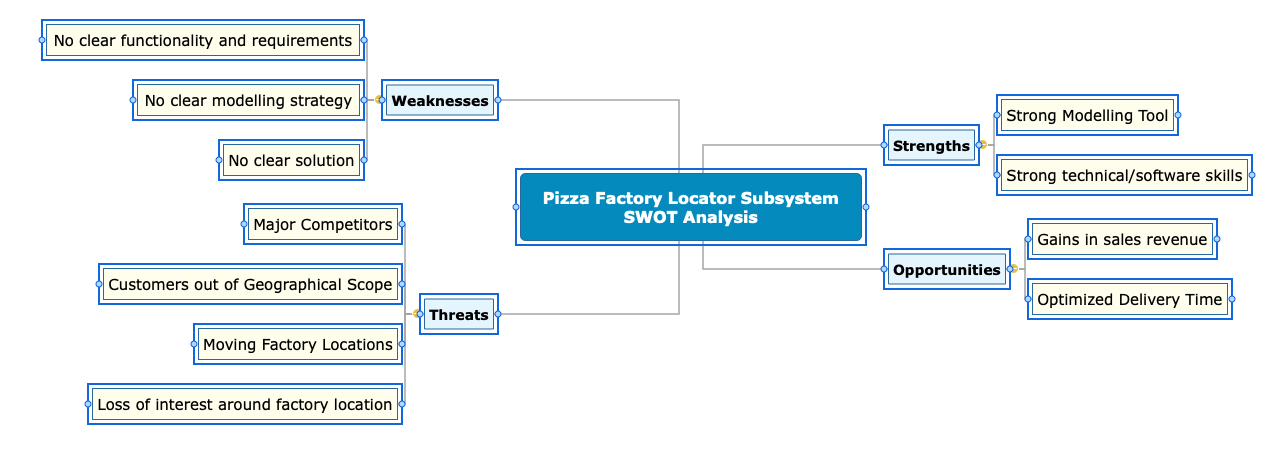 Pizza Factory Locator Subsystem
SWOT Analysis
Weaknesses
No clear functionality and requirements
No clear modelling strategy
No clear solution
Threats
Major Competitors
Customers out of Geographical Scope
Moving Factory Locations
Loss of interest around factory location
Strengths
Strong Modelling Tool
Strong technical/software skills
Opportunities
Gains in sales revenue
Optimized Delivery Time